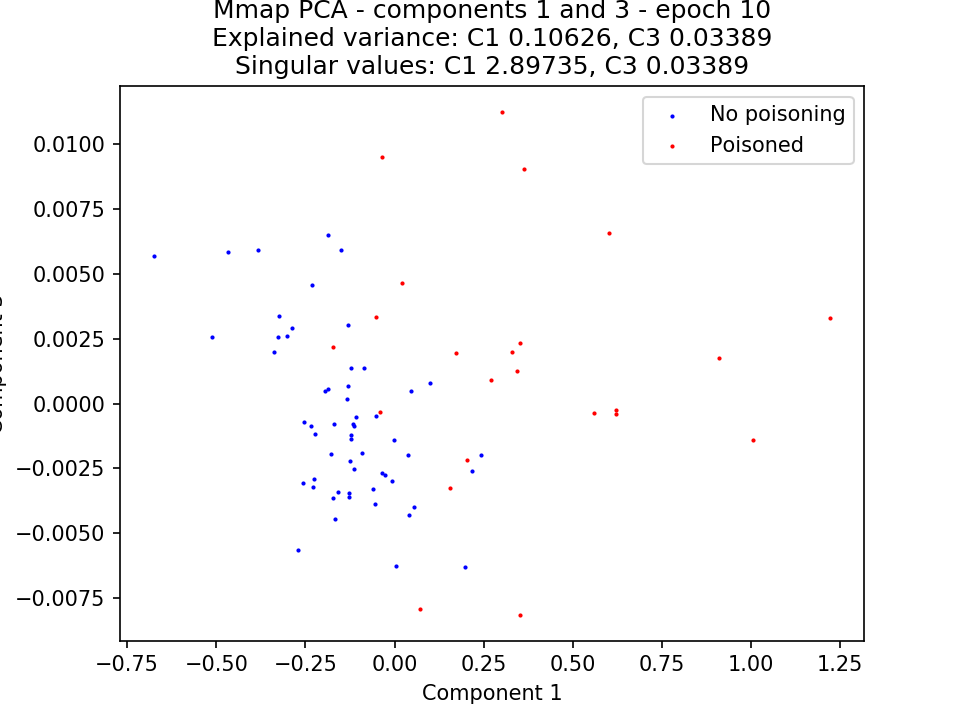 Mmap PCA - components 1 and 3 - epoch 10
Explained variance: C1 0.10626, C3 0.03389
Singular values: C1 2.89735, C3 0.03389
No poisoning
Poisoned
0.0100
0.0075
0.0050
0.0025
0.0000
−0.0025
−0.0050
−0.0075
−0.75 −0.50 −0.25 0.00 0.25 0.50 0.75 1.00 1.25
Component 1